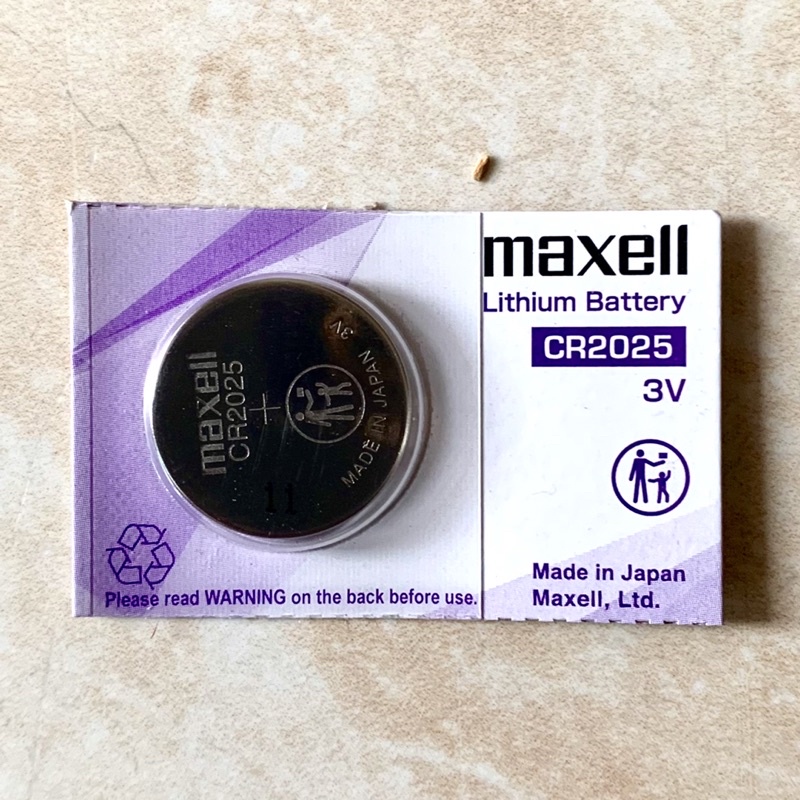 maxell
Lithium Battery
CR2025
3V
Made in Japan
Maxell, Ltd.
Please read WARNING on the back before use.
maxell
CR2025
+
3V
MADE IN JAPAN
11